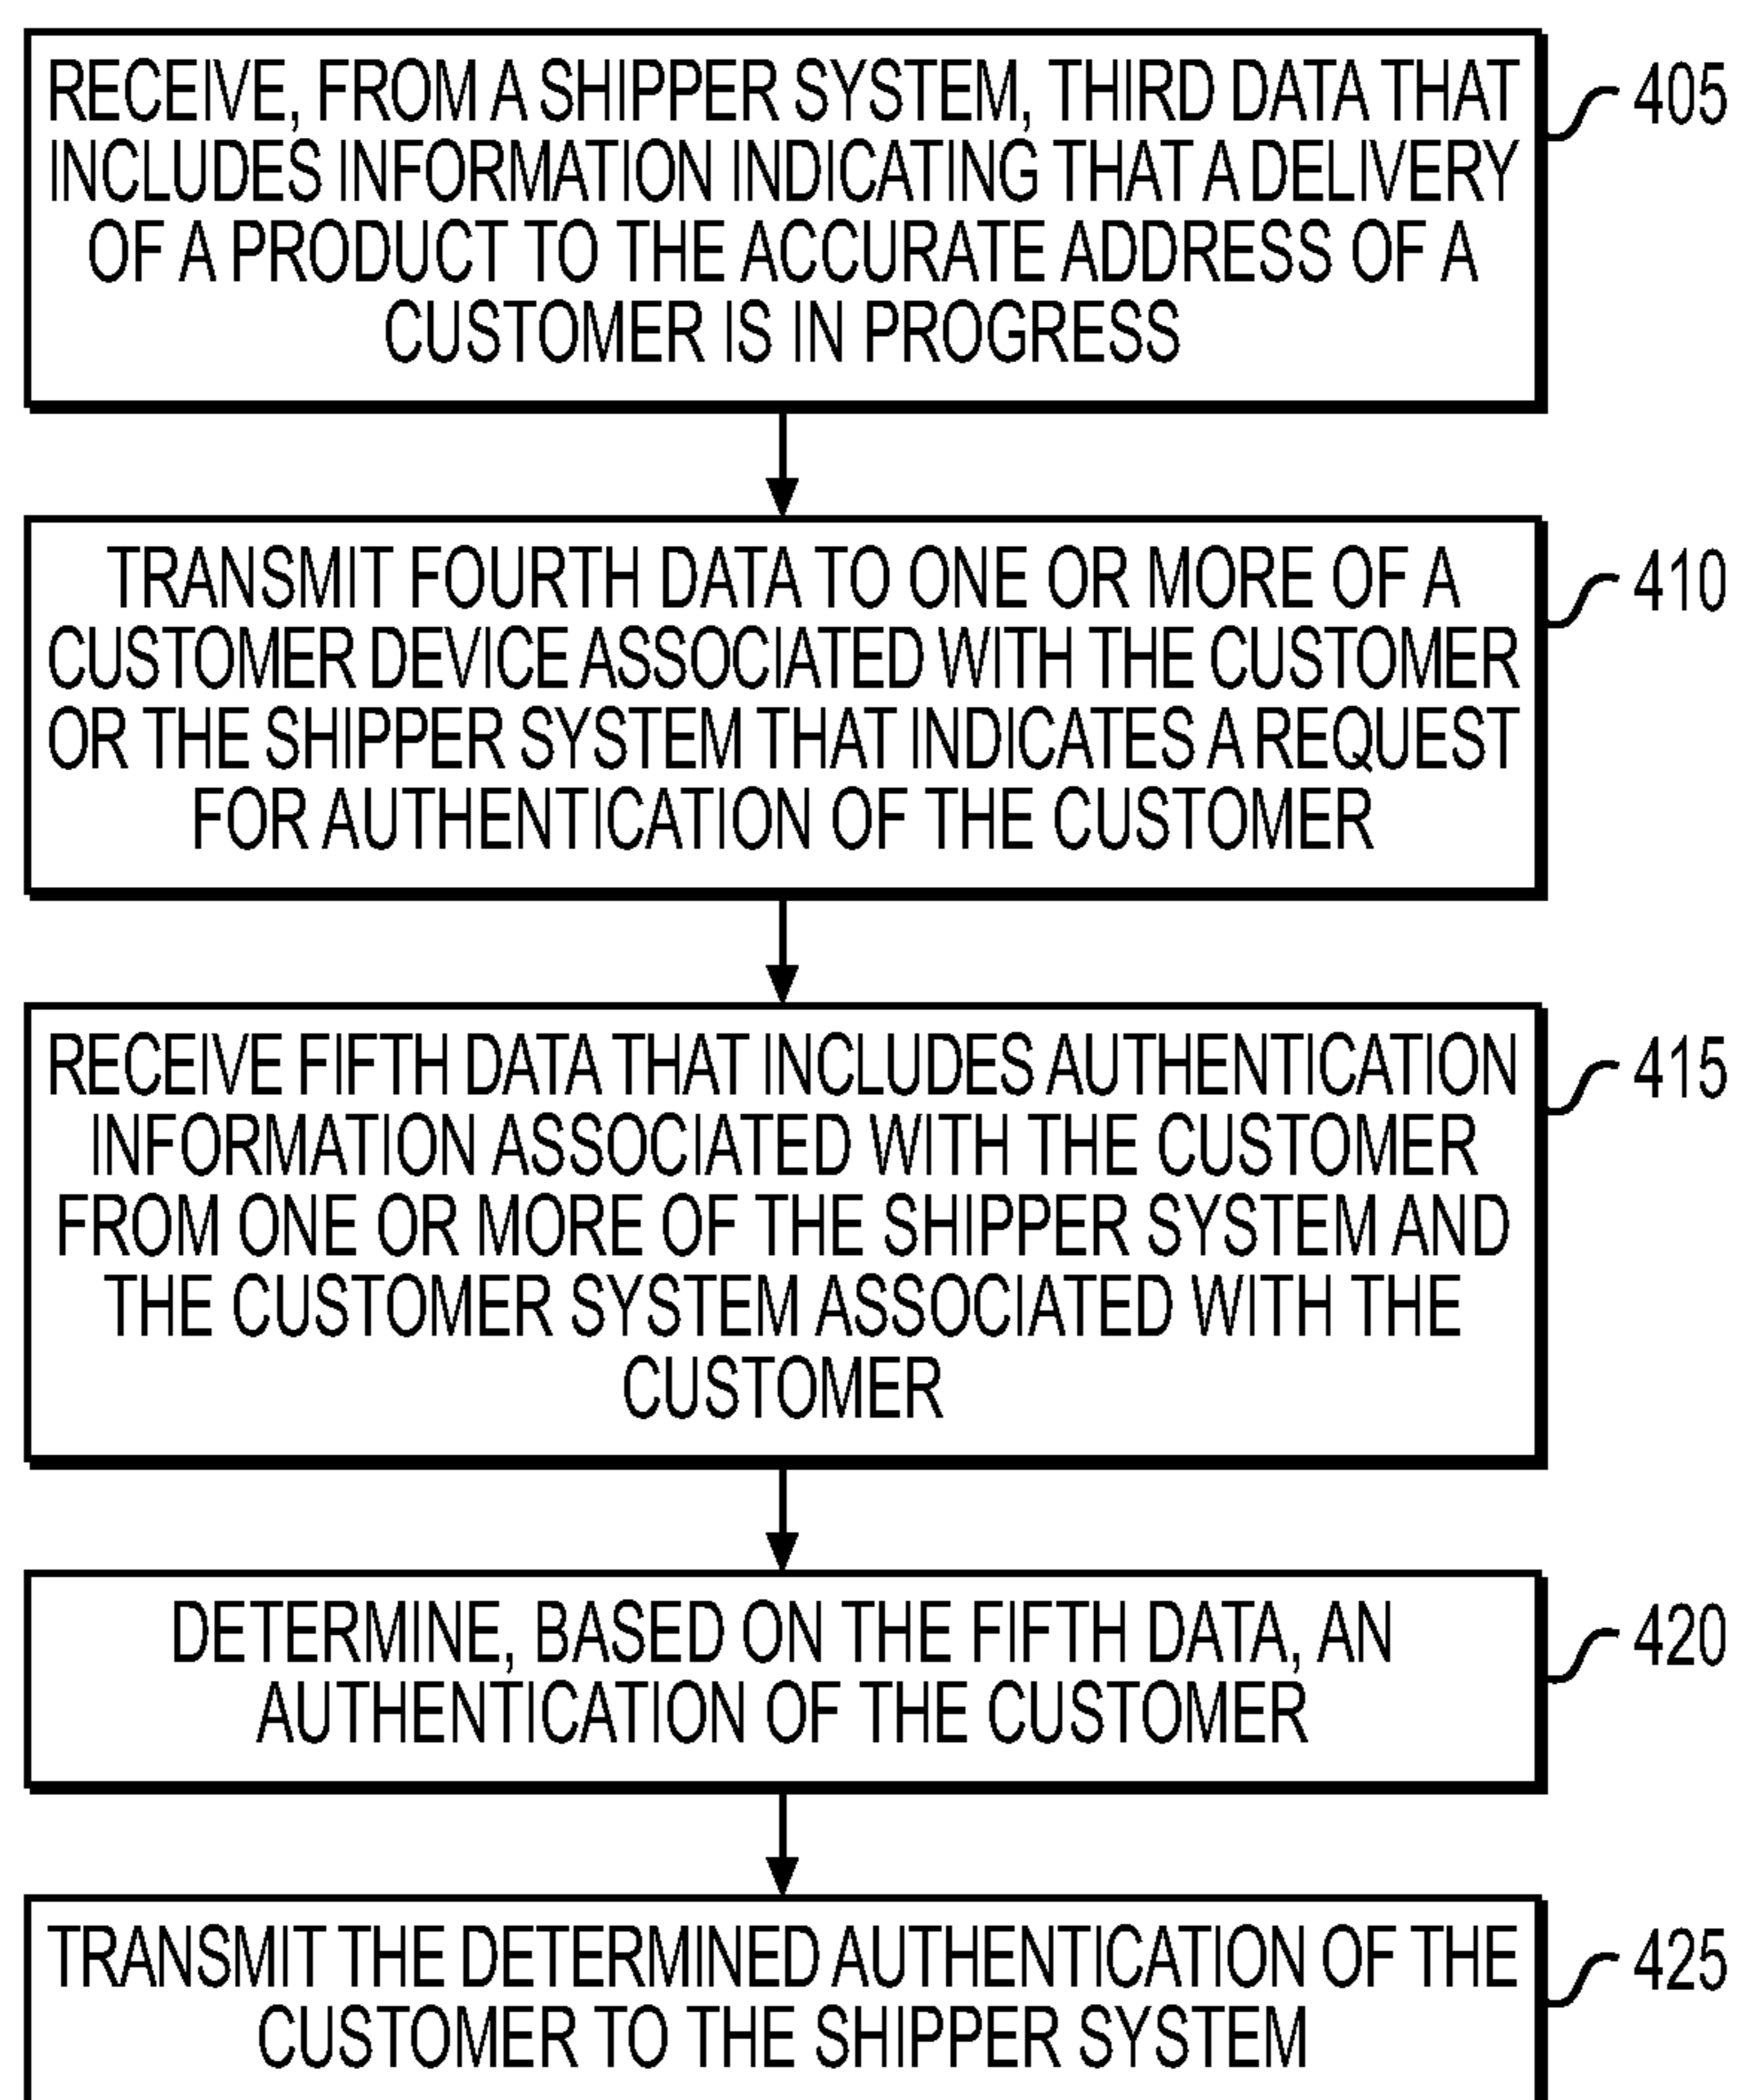 RECEIVE, FROM A SHIPPER SYSTEM, THIRD DATA THAT
INCLUDES INFORMATION INDICATING THAT A DELIVERY
OF A PRODUCT TO THE ACCURATE ADDRESS OF A
CUSTOMER IS IN PROGRESS
405
TRANSMIT FOURTH DATA TO ONE OR MORE OF A
CUSTOMER DEVICE ASSOCIATED WITH THE CUSTOMER
OR THE SHIPPER SYSTEM THAT INDICATES A REQUEST
FOR AUTHENTICATION OF THE CUSTOMER
410
RECEIVE FIFTH DATA THAT INCLUDES AUTHENTICATION
INFORMATION ASSOCIATED WITH THE CUSTOMER
FROM ONE OR MORE OF THE SHIPPER SYSTEM AND
THE CUSTOMER SYSTEM ASSOCIATED WITH THE
CUSTOMER
415
DETERMINE, BASED ON THE FIFTH DATA, AN
AUTHENTICATION OF THE CUSTOMER
420
TRANSMIT THE DETERMINED AUTHENTICATION OF THE
CUSTOMER TO THE SHIPPER SYSTEM
425